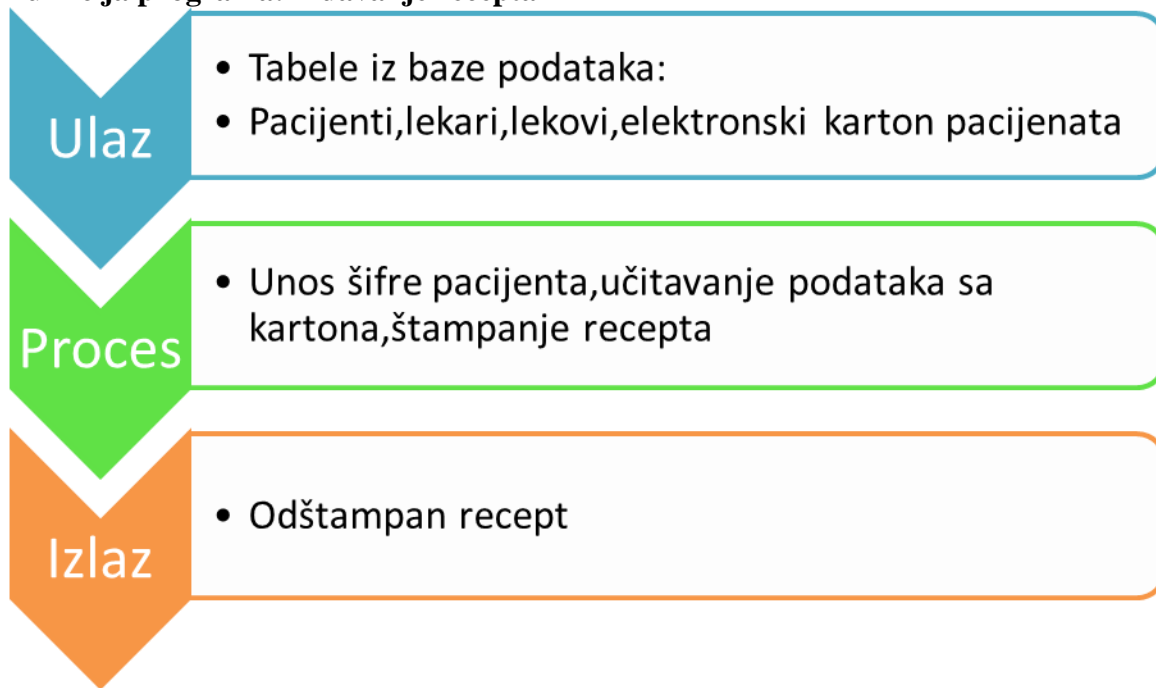 Ulaz
• Tabele iz baze podataka:
• Pacijenti,lekari,lekovi,elektronski karton pacijenata
Proces
• Unos šifre pacijenta,učitavanje podataka sa
kartona,štampanje recepta
Izlaz
• Odštampan recept